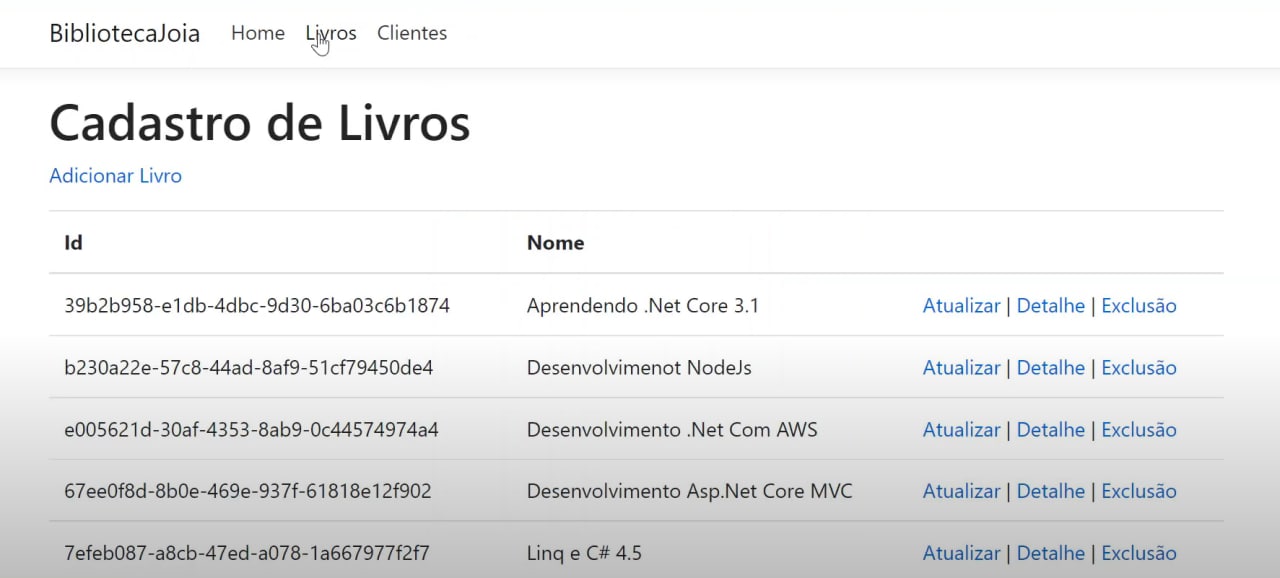 BibliotecaJoia Home Livros Clientes
Cadastro de Livros
Adicionar Livro
Id Nome
39b2b958-e1db-4dbc-9d30-6ba03c6b1874 Aprendendo .Net Core 3.1 Atualizar | Detalhe | Exclusão
b230a22e-57c8-44ad-8af9-51cf79450de4 Desenvolvimenot NodeJs Atualizar | Detalhe | Exclusão
e005621d-30af-4353-8ab9-0c44574974a4 Desenvolvimento .Net Com AWS Atualizar | Detalhe | Exclusão
67ee0f8d-8b0e-469e-937f-61818e12f902 Desenvolvimento Asp.Net Core MVC Atualizar | Detalhe | Exclusão
7efeb087-a8cb-47ed-a078-1a667977f2f7 Linq e C# 4.5 Atualizar | Detalhe | Exclusão